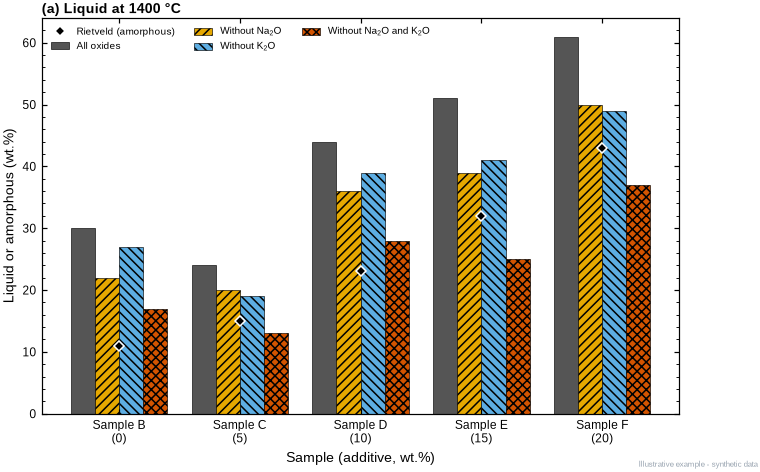 (a) Liquid at 1400 °C
Rietveld (amorphous)
All oxides
Without Na₂O
Without K₂O
Without Na₂O and K₂O
Liquid or amorphous (wt.%)
60
50
40
30
20
10
0
Sample B
(0)
Sample C
(5)
Sample D
(10)
Sample E
(15)
Sample F
(20)
Sample (additive, wt.%)
Illustrative example - synthetic data